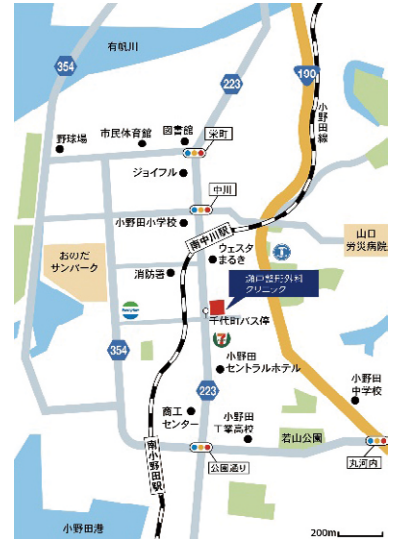 有帆川
354
223
190
小野田線
野球場
市民体育館
図書館
栄町
ジョイフル
中川
小野田小学校
南中川駅
山口
労災病院
ウェスタ
まるき
おのだ
サンパーク
消防署
瀬戸整形外科
クリニック
千代町バス停
354
小野田
セントラルホテル
223
小野田
中学校
商工
センター
小野田
工業高校
若山公園
南小野田駅
公園通り
丸河内
小野田港
200m